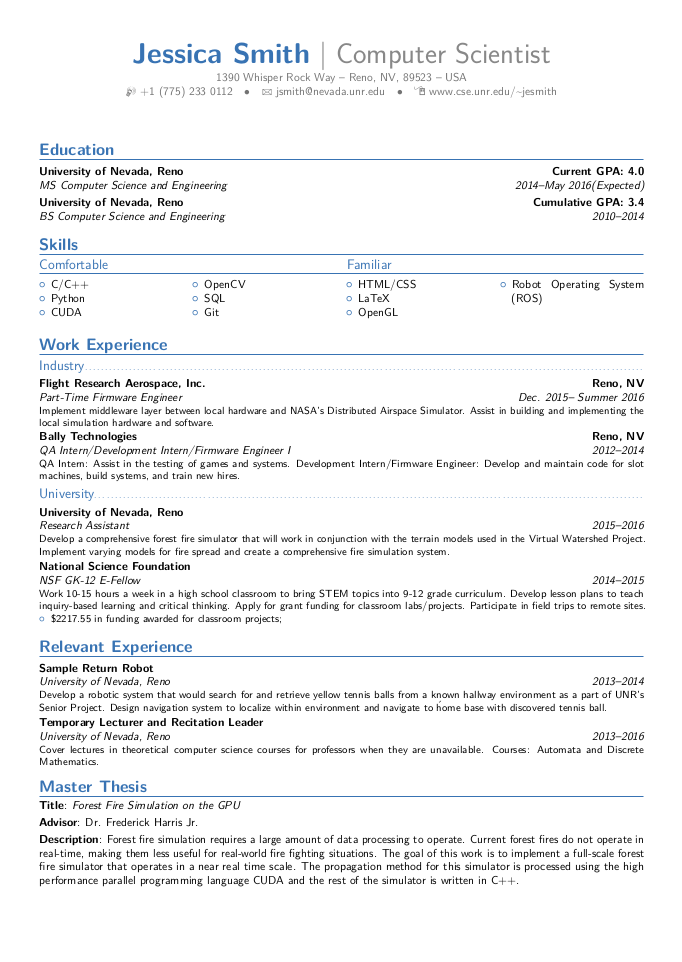 Jessica Smith | Computer Scientist
1390 Whisper Rock Way – Reno, NV, 89523 – USA
+1 (775) 233 0112 • jsmith@nevada.unr.edu • www.cse.unr.edu/~jesmith
Education
University of Nevada, Reno Current GPA: 4.0
MS Computer Science and Engineering 2014–May 2016(Expected)
University of Nevada, Reno Cumulative GPA: 3.4
BS Computer Science and Engineering 2010–2014
Skills
Comfortable Familiar
C/C++ OpenCV HTML/CSS Robot Operating System
Python SQL LaTeX (ROS)
CUDA Git OpenGL
Work Experience
Industry
Flight Research Aerospace, Inc. Reno, NV
Part-Time Firmware Engineer Dec. 2015– Summer 2016
Implement middleware layer between local hardware and NASA's Distributed Airspace Simulator. Assist in building and implementing the
local simulation hardware and software.
Bally Technologies Reno, NV
QA Intern/Development Intern/Firmware Engineer I 2012–2014
QA Intern: Assist in the testing of games and systems. Development Intern/Firmware Engineer: Develop and maintain code for slot
machines, build systems, and train new hires.
University
University of Nevada, Reno
Research Assistant 2015–2016
Develop a comprehensive forest fire simulator that will work in conjunction with the terrain models used in the Virtual Watershed Project.
Implement varying models for fire spread and create a comprehensive fire simulation system.
National Science Foundation
NSF GK-12 E-Fellow 2014–2015
Work 10-15 hours a week in a high school classroom to bring STEM topics into 9-12 grade curriculum. Develop lesson plans to teach
inquiry-based learning and critical thinking. Apply for grant funding for classroom labs/projects. Participate in field trips to remote sites.
$2217.55 in funding awarded for classroom projects;
Relevant Experience
Sample Return Robot
University of Nevada, Reno 2013–2014
Develop a robotic system that would search for and retrieve yellow tennis balls from a known hallway environment as a part of UNR's
Senior Project. Design navigation system to localize within environment and navigate to home base with discovered tennis ball.
Temporary Lecturer and Recitation Leader
University of Nevada, Reno 2013–2016
Cover lectures in theoretical computer science courses for professors when they are unavailable. Courses: Automata and Discrete
Mathematics.
Master Thesis
Title: Forest Fire Simulation on the GPU
Advisor: Dr. Frederick Harris Jr.
Description: Forest fire simulation requires a large amount of data processing to operate. Current forest fires do not operate in
real-time, making them less useful for real-world fire fighting situations. The goal of this work is to implement a full-scale forest
fire simulator that operates in a near real time scale. The propagation method for this simulator is processed using the high
performance parallel programming language CUDA and the rest of the simulator is written in C++.